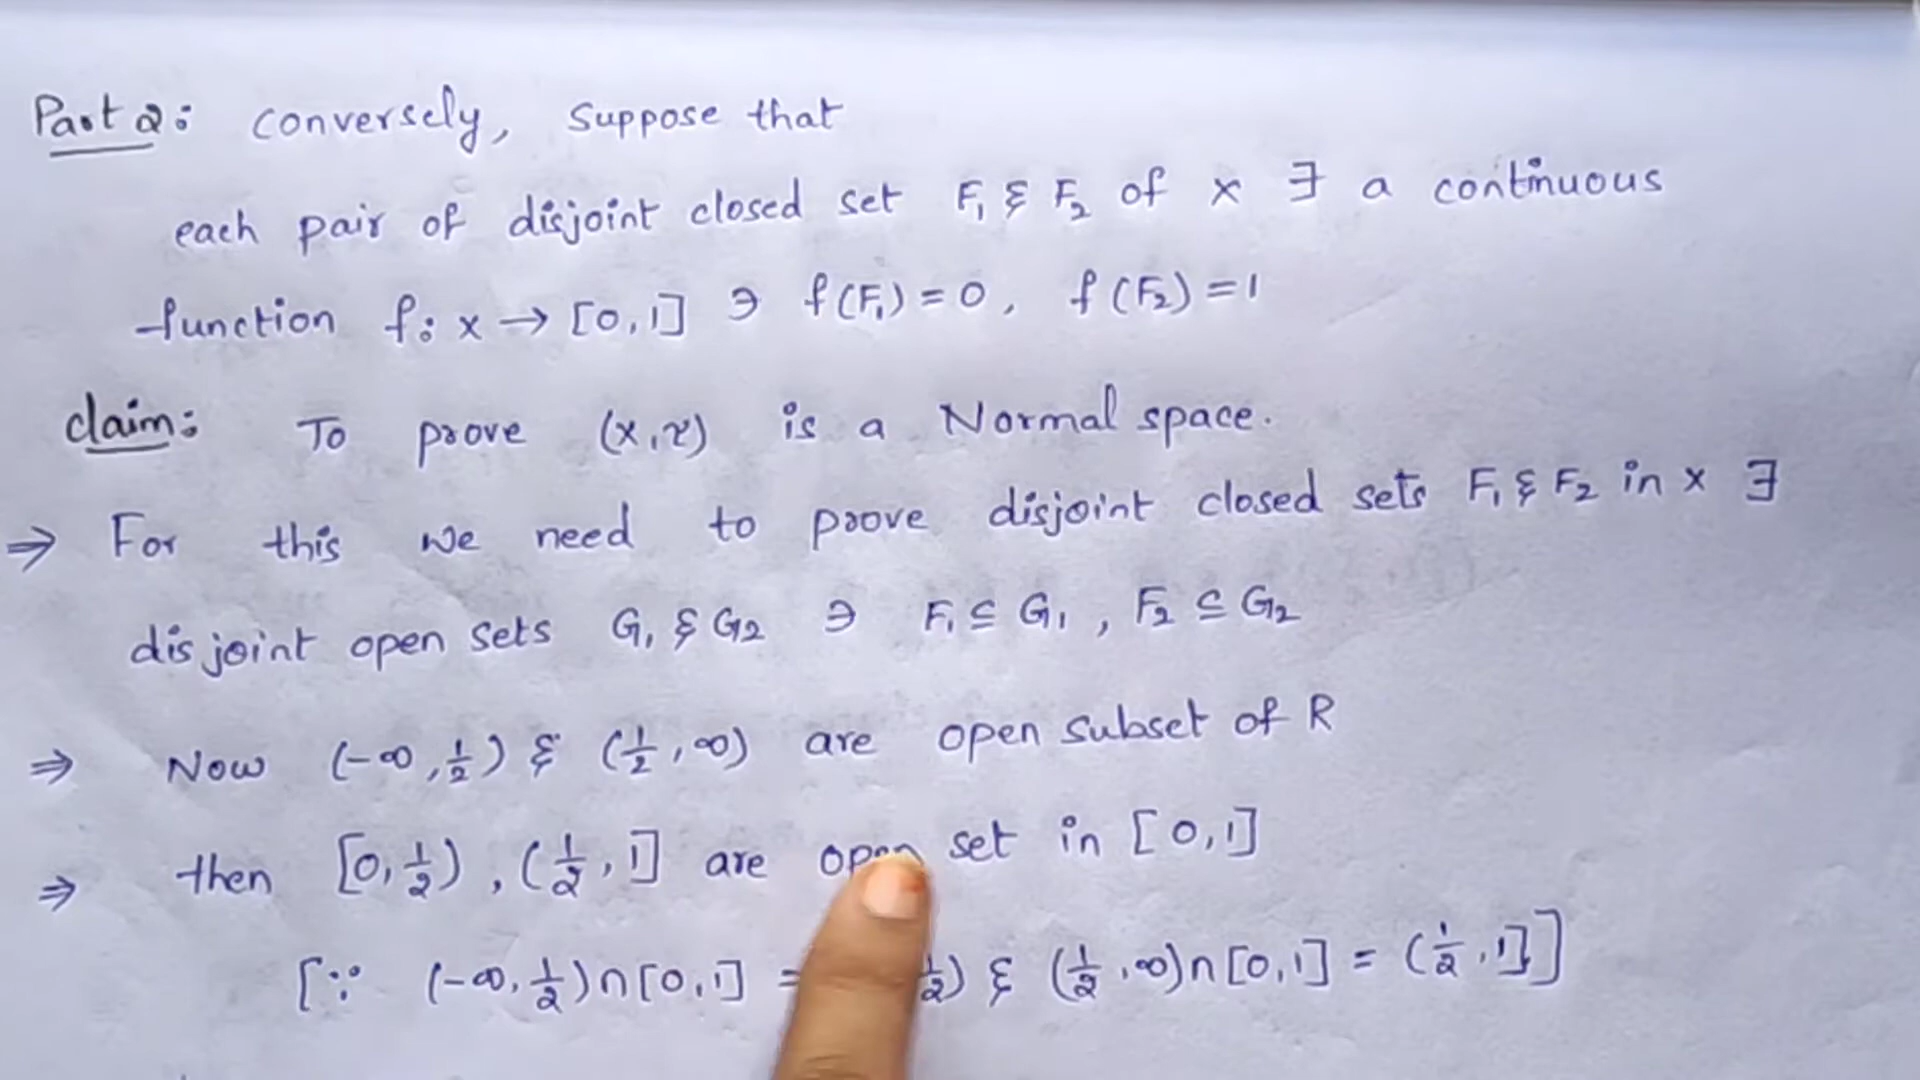 Part 2: conversely, suppose that
each pair of disjoint closed set F₁ & F₂ of x ∃ a continuous
function f: x → [0,1] ∋ f(F₁) = 0, f(F₂) = 1
claim: To prove (x,τ) is a Normal space.
⇒ For this we need to prove disjoint closed sets F₁ & F₂ in x ∃
disjoint open sets G₁ & G₂ ∋ F₁ ⊆ G₁, F₂ ⊆ G₂
⇒ Now (-∞, 1/2) & (1/2, ∞) are open subset of R
⇒ then [0, 1/2), (1/2, 1] are open set in [0,1]
[∵ (-∞, 1/2) ∩ [0,1] = 1/2) & (1/2, ∞) ∩ [0,1] = (1/2, 1]]